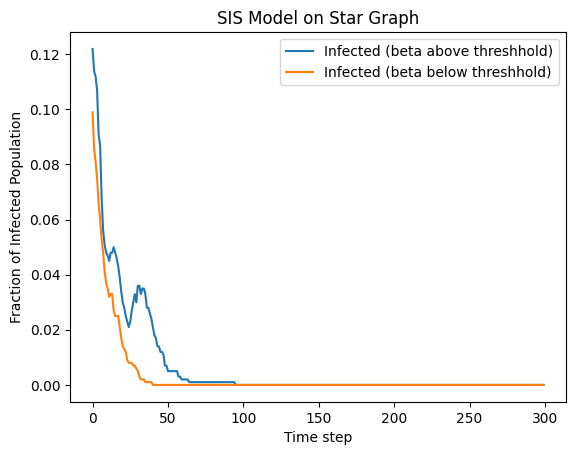 SIS Model on Star Graph
Infected (beta above threshhold)
Infected (beta below threshhold)
Fraction of Infected Population
0.12
0.10
0.08
0.06
0.04
0.02
0.00
0 50 100 150 200 250 300
Time step